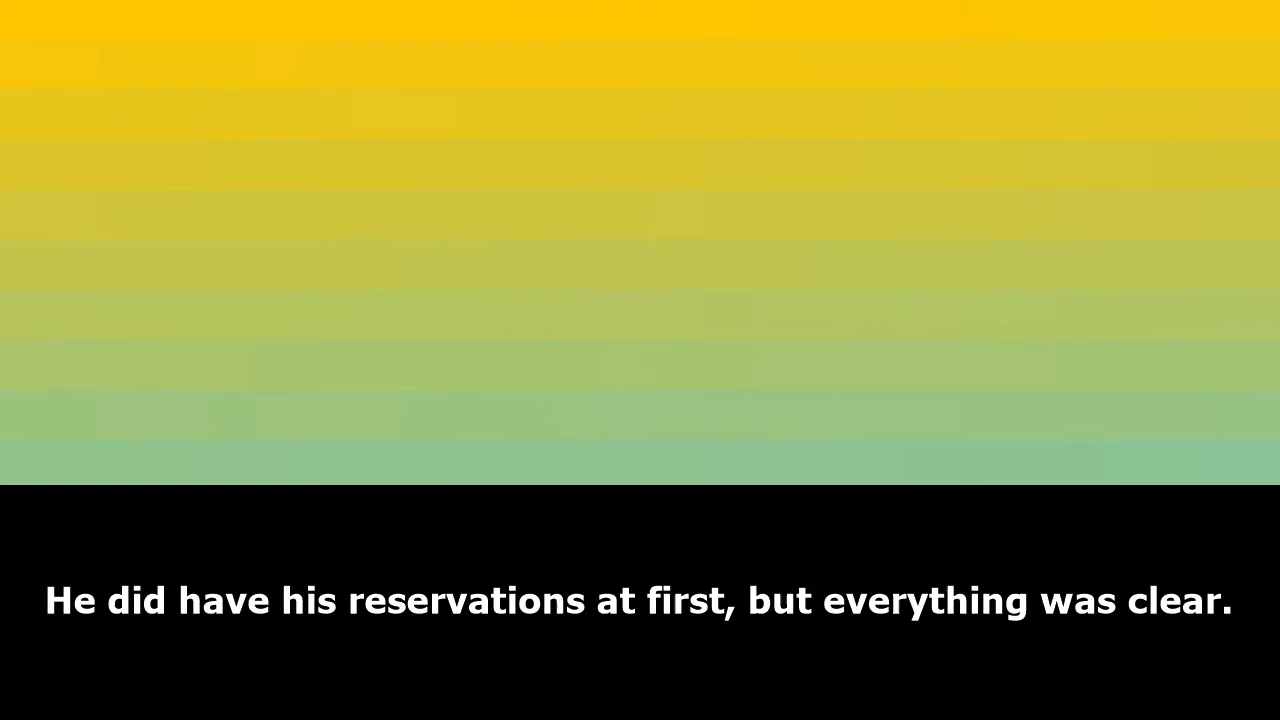 He did have his reservations at first, but everything was clear.